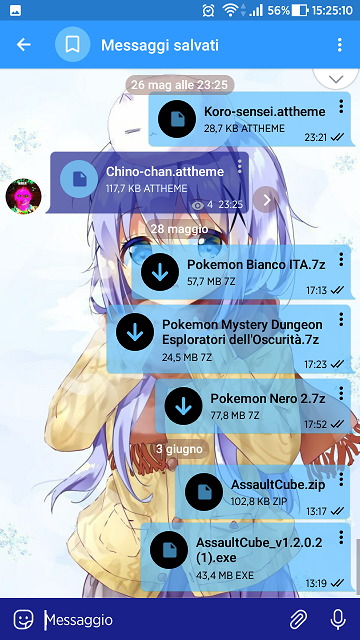 56% 15:25:10
Messaggi salvati
26 mag alle 23:25
Koro-sensei.attheme
28,7 KB ATTHEME
23:21
Chino-chan.attheme
117,7 KB ATTHEME
4 23:25
28 maggio
Pokemon Bianco ITA.7z
57,7 MB 7Z
17:13
Pokemon Mystery Dungeon
Esploratori dell'Oscurità.7z
24,5 MB 7Z
17:23
Pokemon Nero 2.7z
77,8 MB 7Z
17:52
3 giugno
AssaultCube.zip
102,8 KB ZIP
13:17
AssaultCube_v1.2.0.2
(1).exe
43,4 MB EXE
13:19
Messaggio